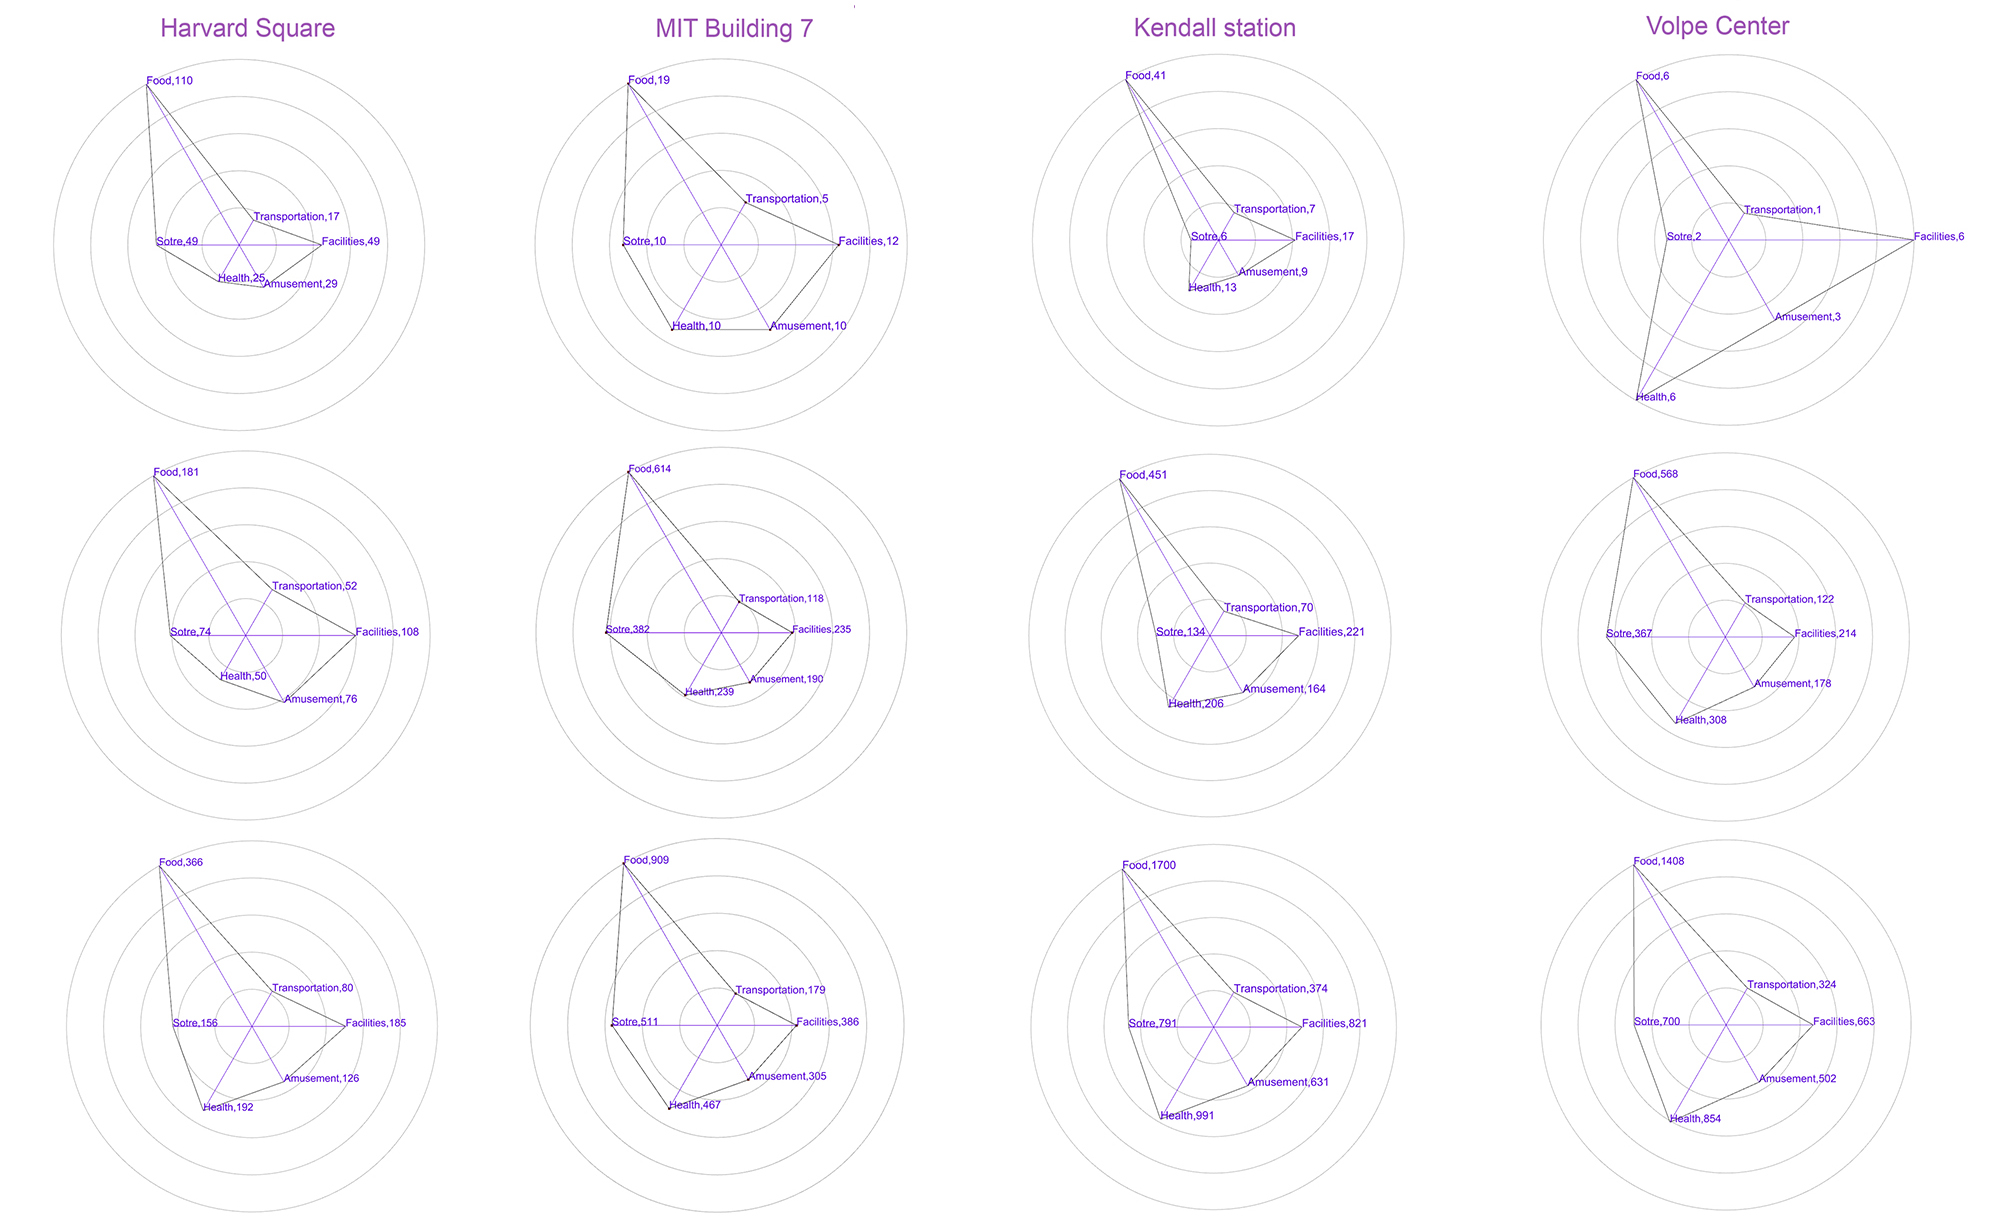 Harvard Square
MIT Building 7
Kendall station
Volpe Center
Food,110
Transportation,17
Sotre,49
Facilities,49
Health,25
Amusement,29
Food,19
Transportation,5
Sotre,10
Facilities,12
Health,10
Amusement,10
Food,41
Transportation,7
Sotre,6
Facilities,17
Amusement,9
Health,13
Food,6
Transportation,1
Sotre,2
Facilities,6
Amusement,3
Health,6
Food,181
Transportation,52
Sotre,74
Facilities,108
Health,50
Amusement,76
Food,614
Transportation,118
Sotre,382
Facilities,235
Amusement,190
Health,239
Food,451
Transportation,70
Sotre,134
Facilities,221
Amusement,164
Health,206
Food,568
Transportation,122
Sotre,367
Facilities,214
Amusement,178
Health,308
Food,366
Transportation,80
Sotre,156
Facilities,185
Amusement,126
Health,192
Food,909
Transportation,179
Sotre,511
Facilities,386
Amusement,305
Health,467
Food,1700
Transportation,374
Sotre,791
Facilities,821
Amusement,631
Health,991
Food,1408
Transportation,324
Sotre,700
Facilities,663
Amusement,502
Health,854